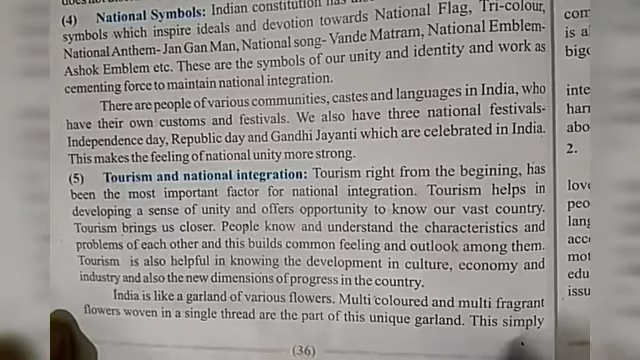 (4) National Symbols: Indian constitution has
symbols which inspire ideals and devotion towards National Flag, Tri-colour,
National Anthem- Jan Gan Man, National song- Vande Matram, National Emblem-
Ashok Emblem etc. These are the symbols of our unity and identity and work as
cementing force to maintain national integration.
There are people of various communities, castes and languages in India, who
have their own customs and festivals. We also have three national festivals-
Independence day, Republic day and Gandhi Jayanti which are celebrated in India.
This makes the feeling of national unity more strong.
(5) Tourism and national integration: Tourism right from the begining, has
been the most important factor for national integration. Tourism helps in
developing a sense of unity and offers opportunity to know our vast country.
Tourism brings us closer. People know and understand the characteristics and
problems of each other and this builds common feeling and outlook among them.
Tourism is also helpful in knowing the development in culture, economy and
industry and also the new dimensions of progress in the country.
India is like a garland of various flowers. Multi coloured and multi fragrant
flowers woven in a single thread are the part of this unique garland. This simply
(36)
is a
inte
abo
2.
love
peo
lang
acc
mot
edu
issu